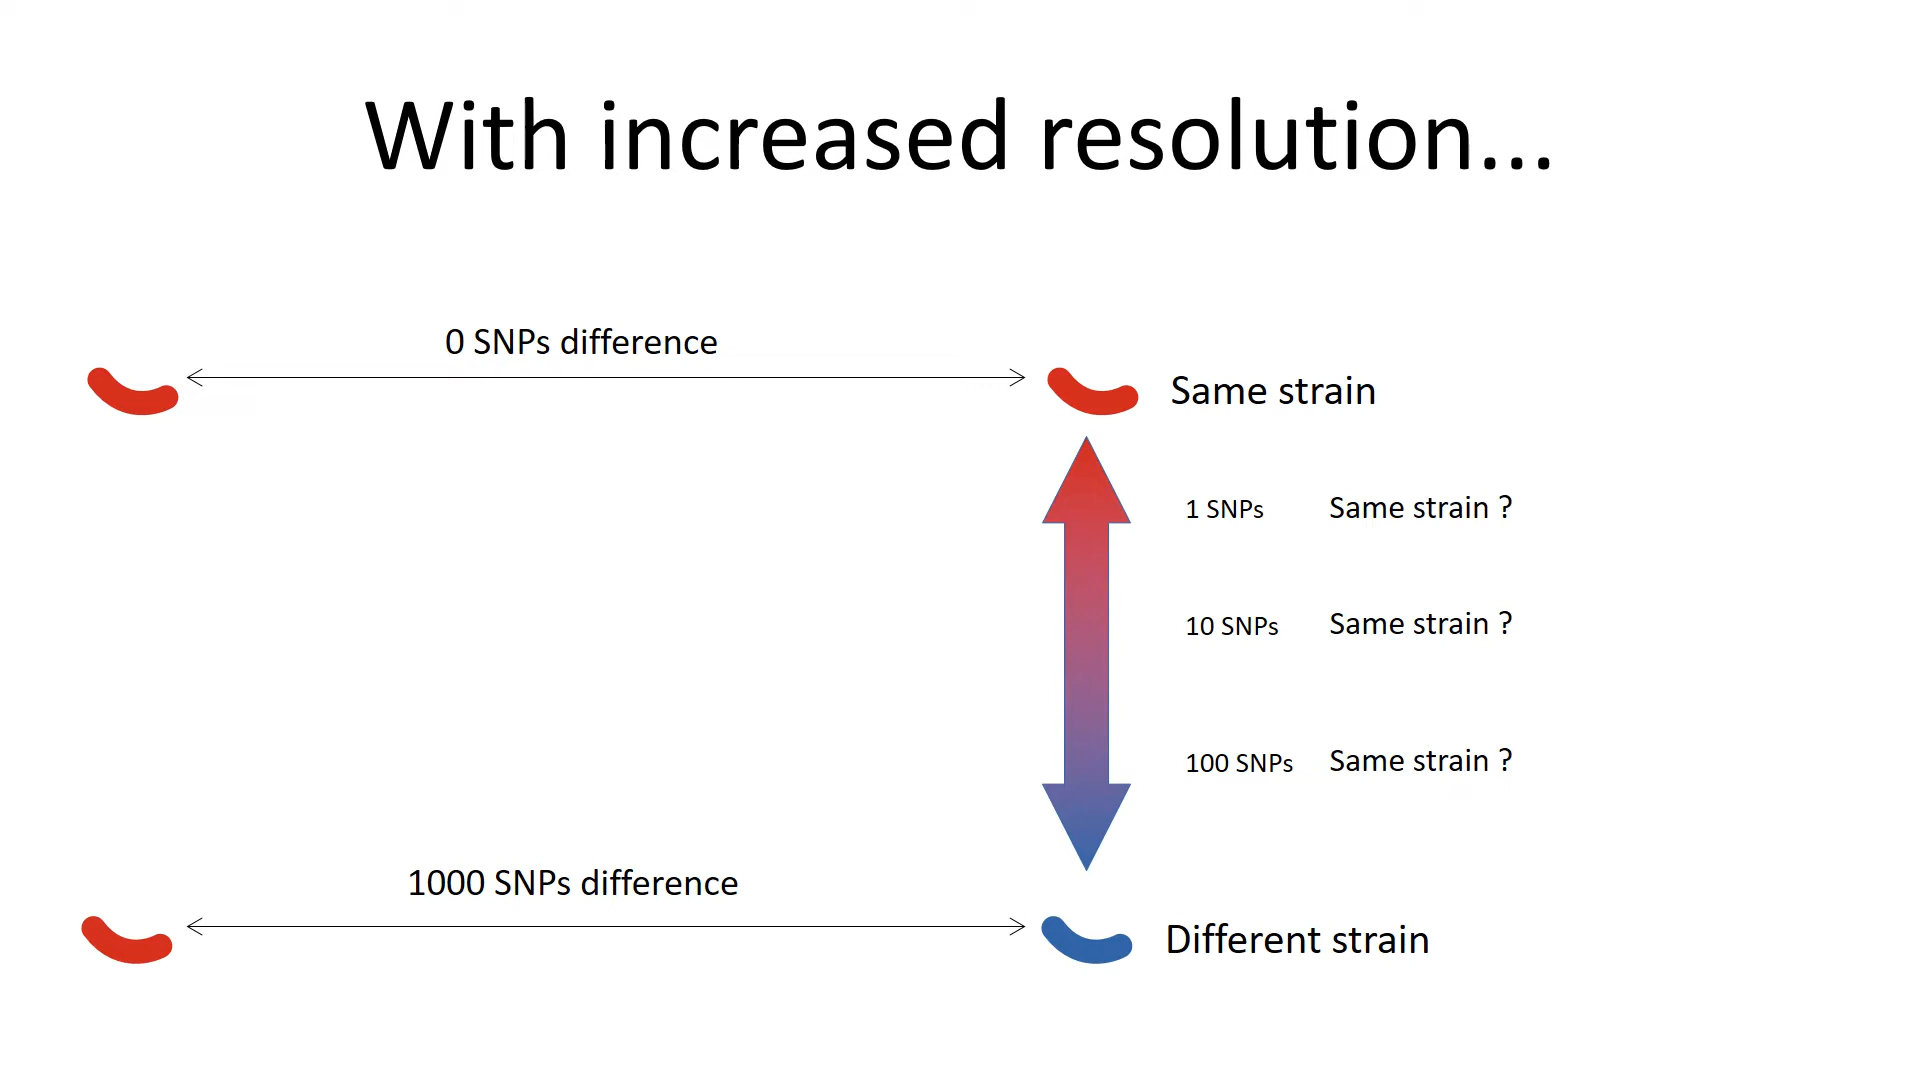 With increased resolution...
0 SNPs difference
Same strain
1 SNPs Same strain ?
10 SNPs Same strain ?
100 SNPs Same strain ?
1000 SNPs difference
Different strain